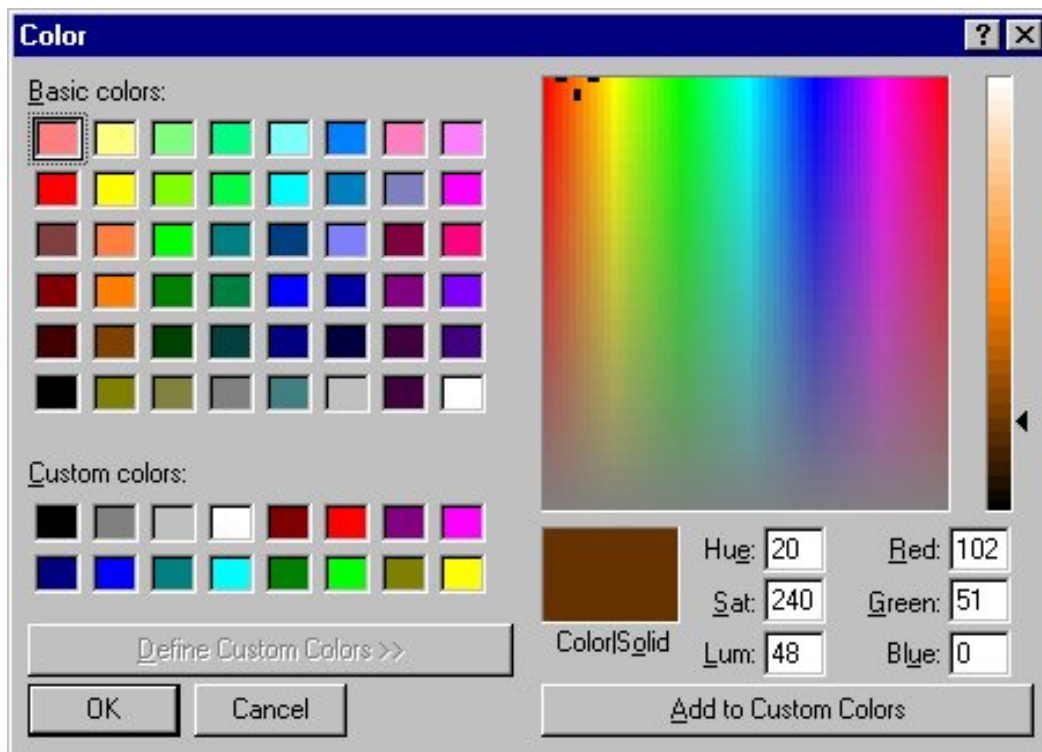 Color
?
Basic colors:
Custom colors:
Define Custom Colors >>
OK
Cancel
Color|Solid
Hue: 20
Sat: 240
Lum: 48
Red: 102
Green: 51
Blue: 0
Add to Custom Colors